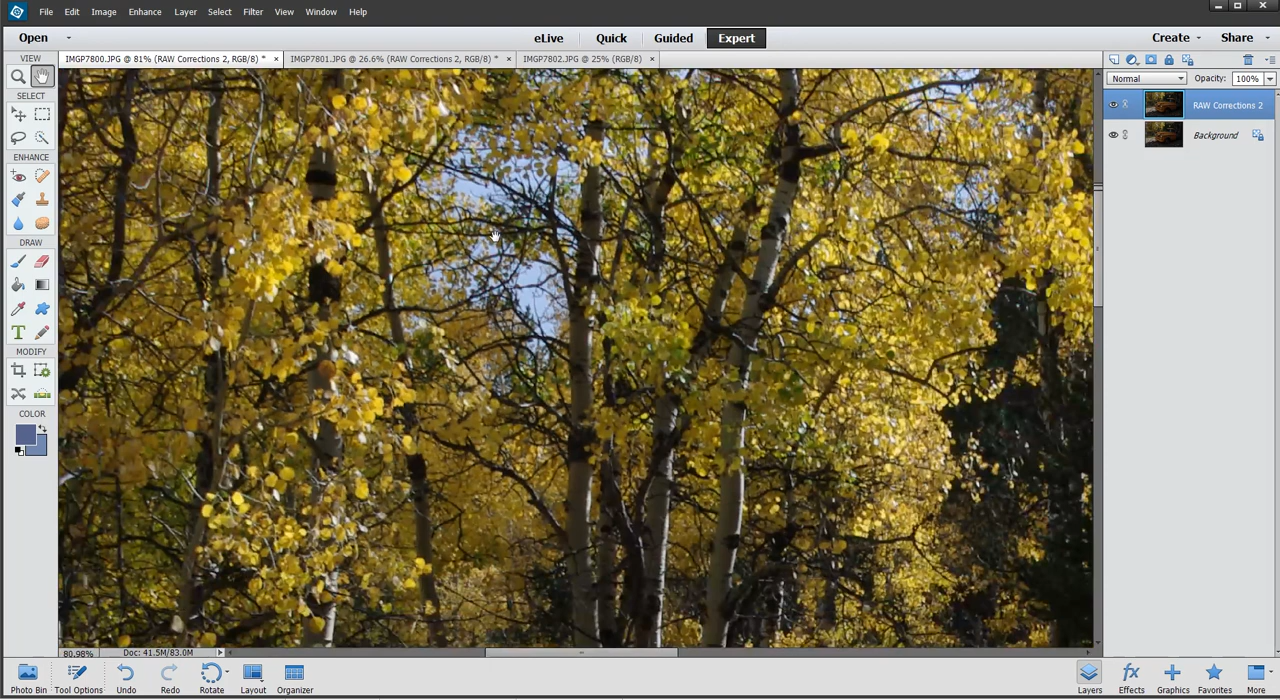 File Edit Image Enhance Layer Select Filter View Window Help
Open eLive Quick Guided Expert Create Share
VIEW
IMGP7800.JPG @ 81% (RAW Corrections 2, RGB/8) * × IMGP7801.JPG @ 26.6% (RAW Corrections 2, RGB/8) * × IMGP7802.JPG @ 25% (RGB/8) ×
Normal Opacity: 100%
SELECT
RAW Corrections 2
Background
ENHANCE
DRAW
T
MODIFY
COLOR
80.98% Doc: 41.5M/83.0M
Photo Bin Tool Options Undo Redo Rotate Layout Organizer Layers Effects Graphics Favorites More